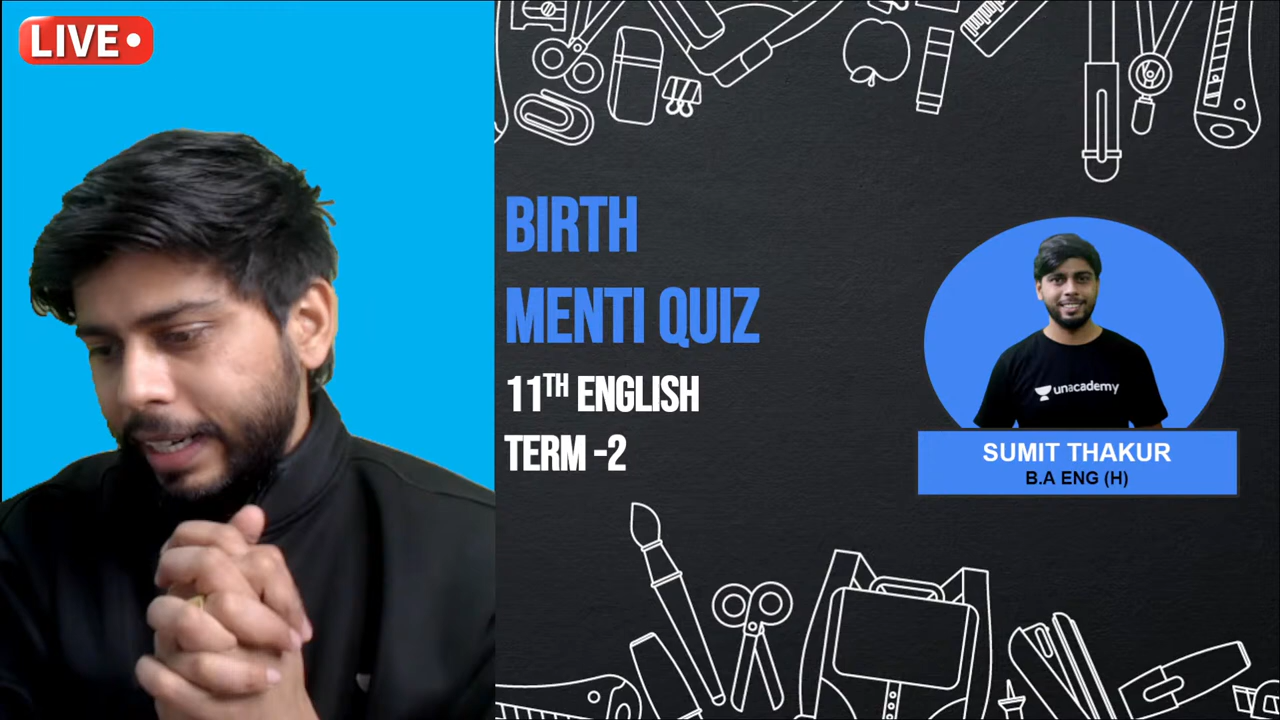 LIVE
BIRTH
MENTI QUIZ
11TH ENGLISH
TERM -2
unacademy
SUMIT THAKUR
B.A ENG (H)